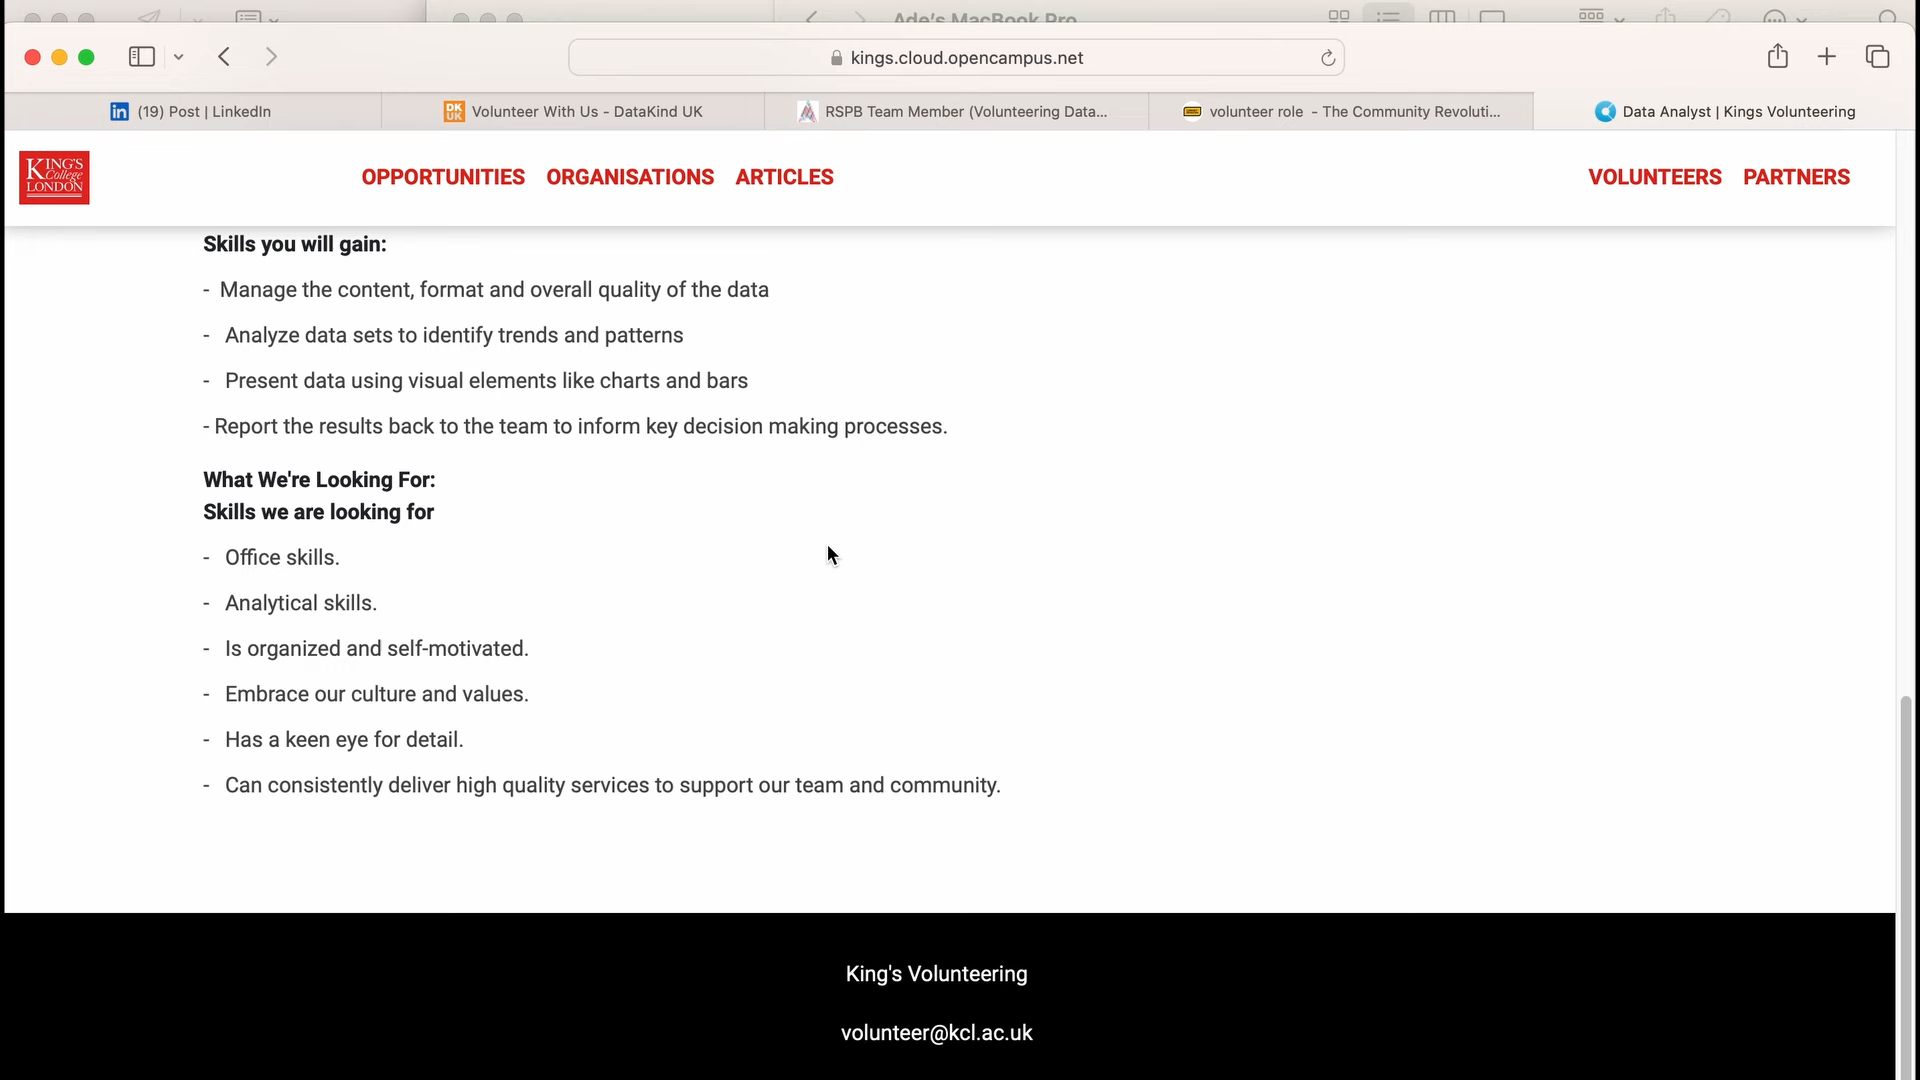 Ade's MacBook Pro
kings.cloud.opencampus.net
(19) Post | LinkedIn
DK UK
Volunteer With Us - DataKind UK
RSPB Team Member (Volunteering Data...
volunteer role - The Community Revoluti...
Data Analyst | Kings Volunteering
KING'S
College
LONDON
OPPORTUNITIES ORGANISATIONS ARTICLES
VOLUNTEERS PARTNERS
Skills you will gain:
- Manage the content, format and overall quality of the data
- Analyze data sets to identify trends and patterns
- Present data using visual elements like charts and bars
- Report the results back to the team to inform key decision making processes.
What We're Looking For:
Skills we are looking for
- Office skills.
- Analytical skills.
- Is organized and self-motivated.
- Embrace our culture and values.
- Has a keen eye for detail.
- Can consistently deliver high quality services to support our team and community.
King's Volunteering
volunteer@kcl.ac.uk